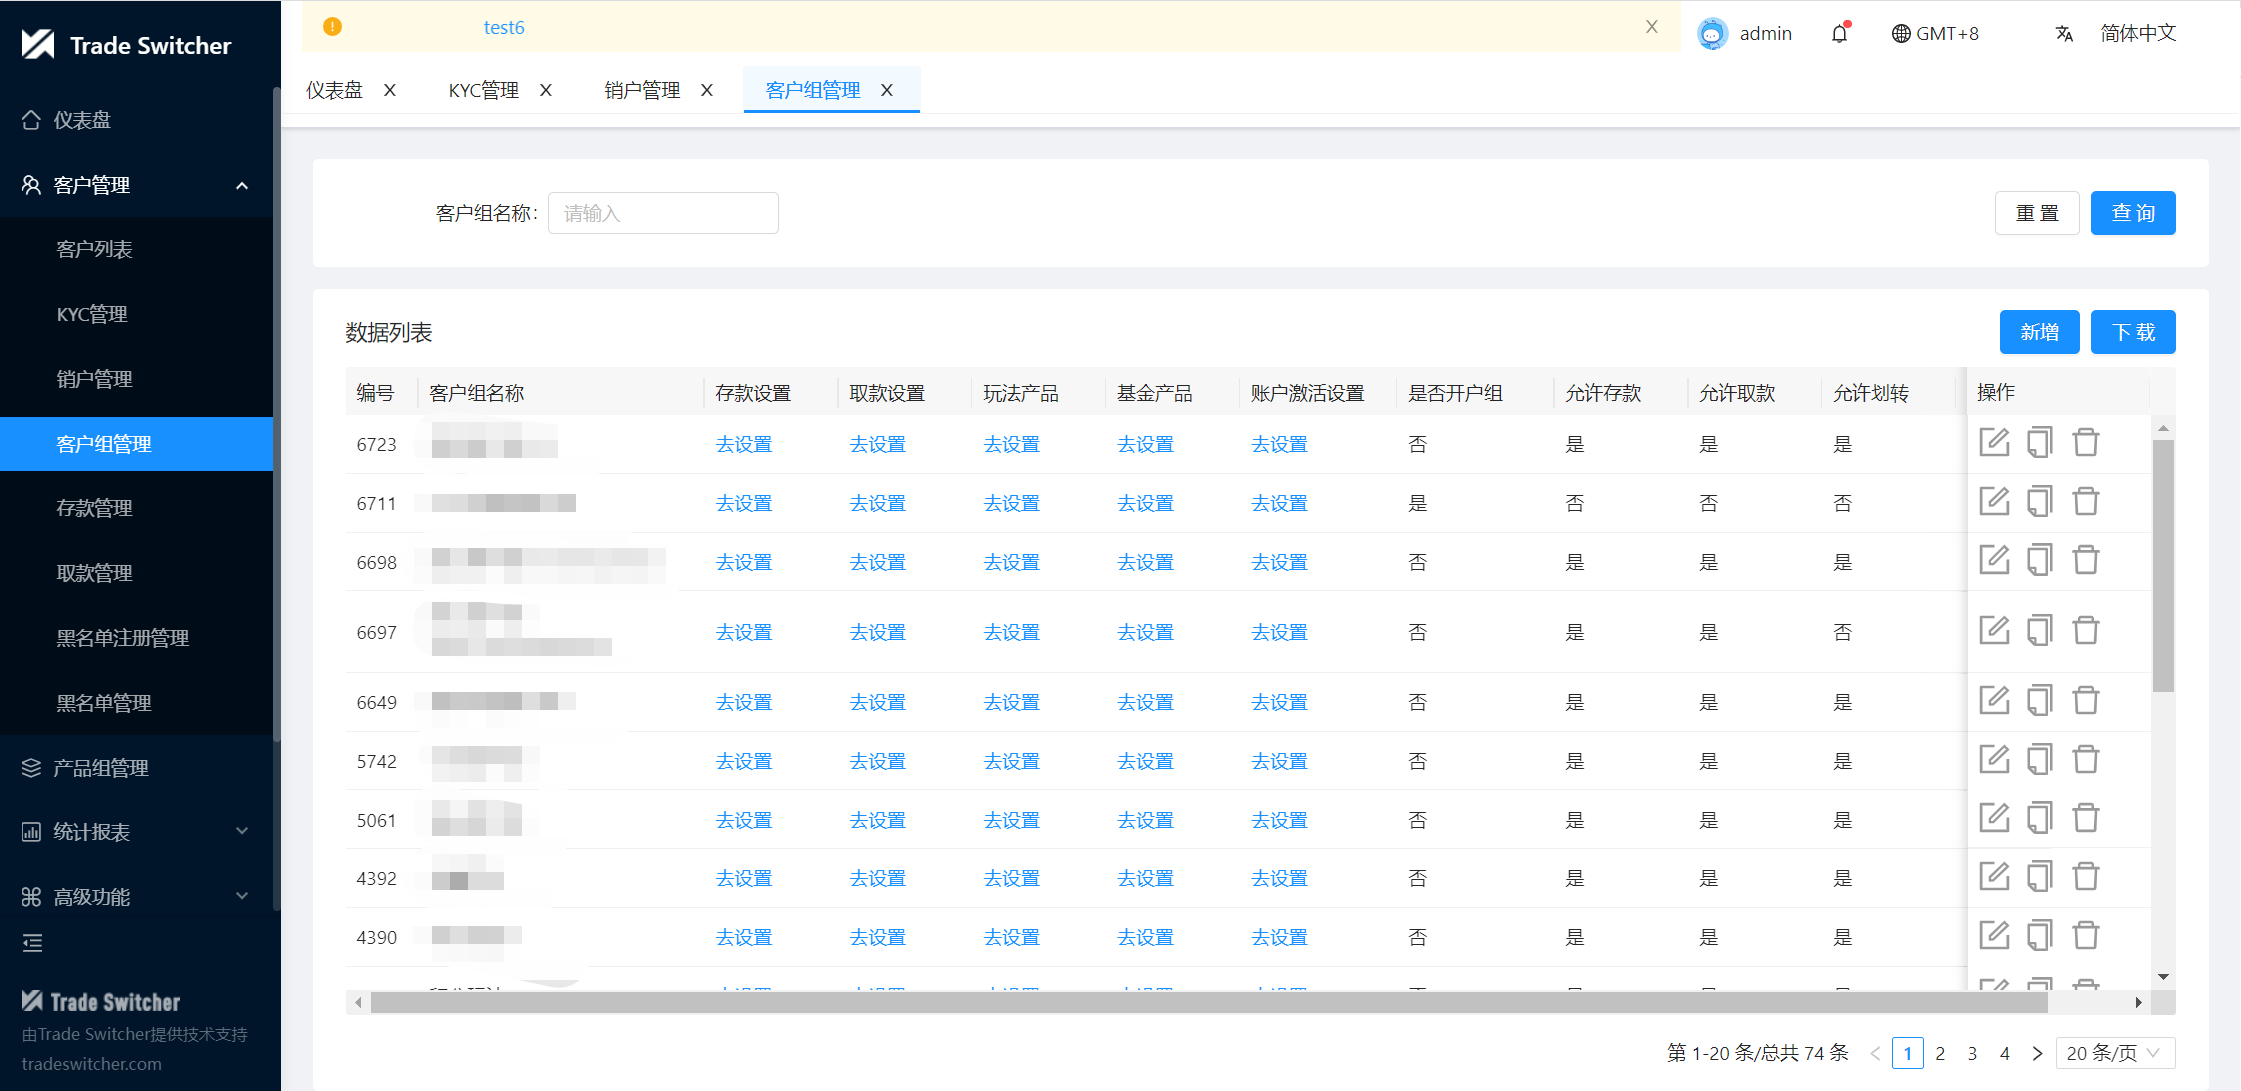 Trade Switcher
仪表盘
客户管理
客户列表
KYC管理
销户管理
客户组管理
存款管理
取款管理
黑名单注册管理
黑名单管理
产品组管理
统计报表
高级功能
Trade Switcher
由Trade Switcher提供技术支持
tradeswitcher.com
test6 X
admin GMT+8 简体中文
仪表盘 X KYC管理 X 销户管理 X 客户组管理 X
客户组名称: 请输入 重 置 查 询
数据列表 新增 下 载
编号 客户组名称 存款设置 取款设置 玩法产品 基金产品 账户激活设置 是否开户组 允许存款 允许取款 允许划转 操作
6723 去设置 去设置 去设置 去设置 去设置 否 是 是 是
6711 去设置 去设置 去设置 去设置 去设置 是 否 否 否
6698 去设置 去设置 去设置 去设置 去设置 否 是 是 是
6697 去设置 去设置 去设置 去设置 去设置 否 是 是 否
6649 去设置 去设置 去设置 去设置 去设置 否 是 是 是
5742 去设置 去设置 去设置 去设置 去设置 否 是 是 是
5061 去设置 去设置 去设置 去设置 去设置 否 是 是 是
4392 去设置 去设置 去设置 去设置 去设置 否 是 是 是
4390 去设置 去设置 去设置 去设置 去设置 否 是 是 是
第 1-20 条/总共 74 条 < 1 2 3 4 > 20 条/页